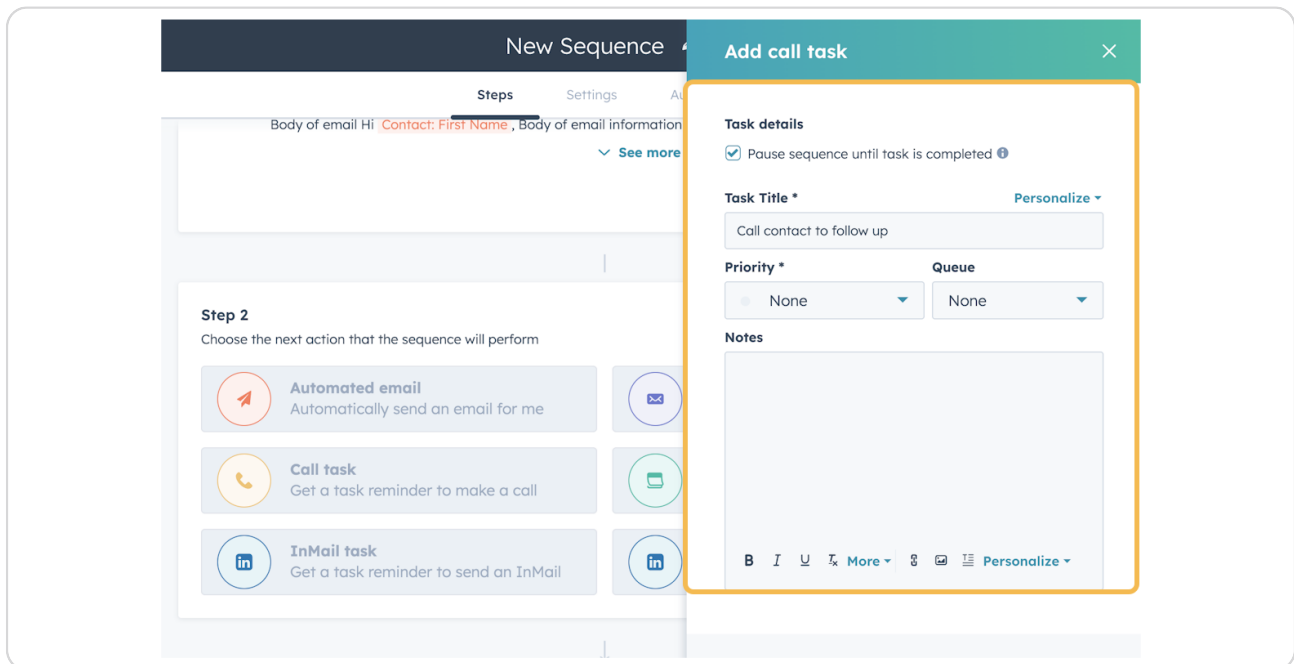 New Sequence
Add call task
Steps
Settings
Au
Body of email Hi Contact: First Name , Body of email information
See more
Step 2
Choose the next action that the sequence will perform
Automated email
Automatically send an email for me
Call task
Get a task reminder to make a call
InMail task
Get a task reminder to send an InMail
Task details
Pause sequence until task is completed
Task Title *
Personalize
Call contact to follow up
Priority *
Queue
None
None
Notes
B I U Tx More Personalize